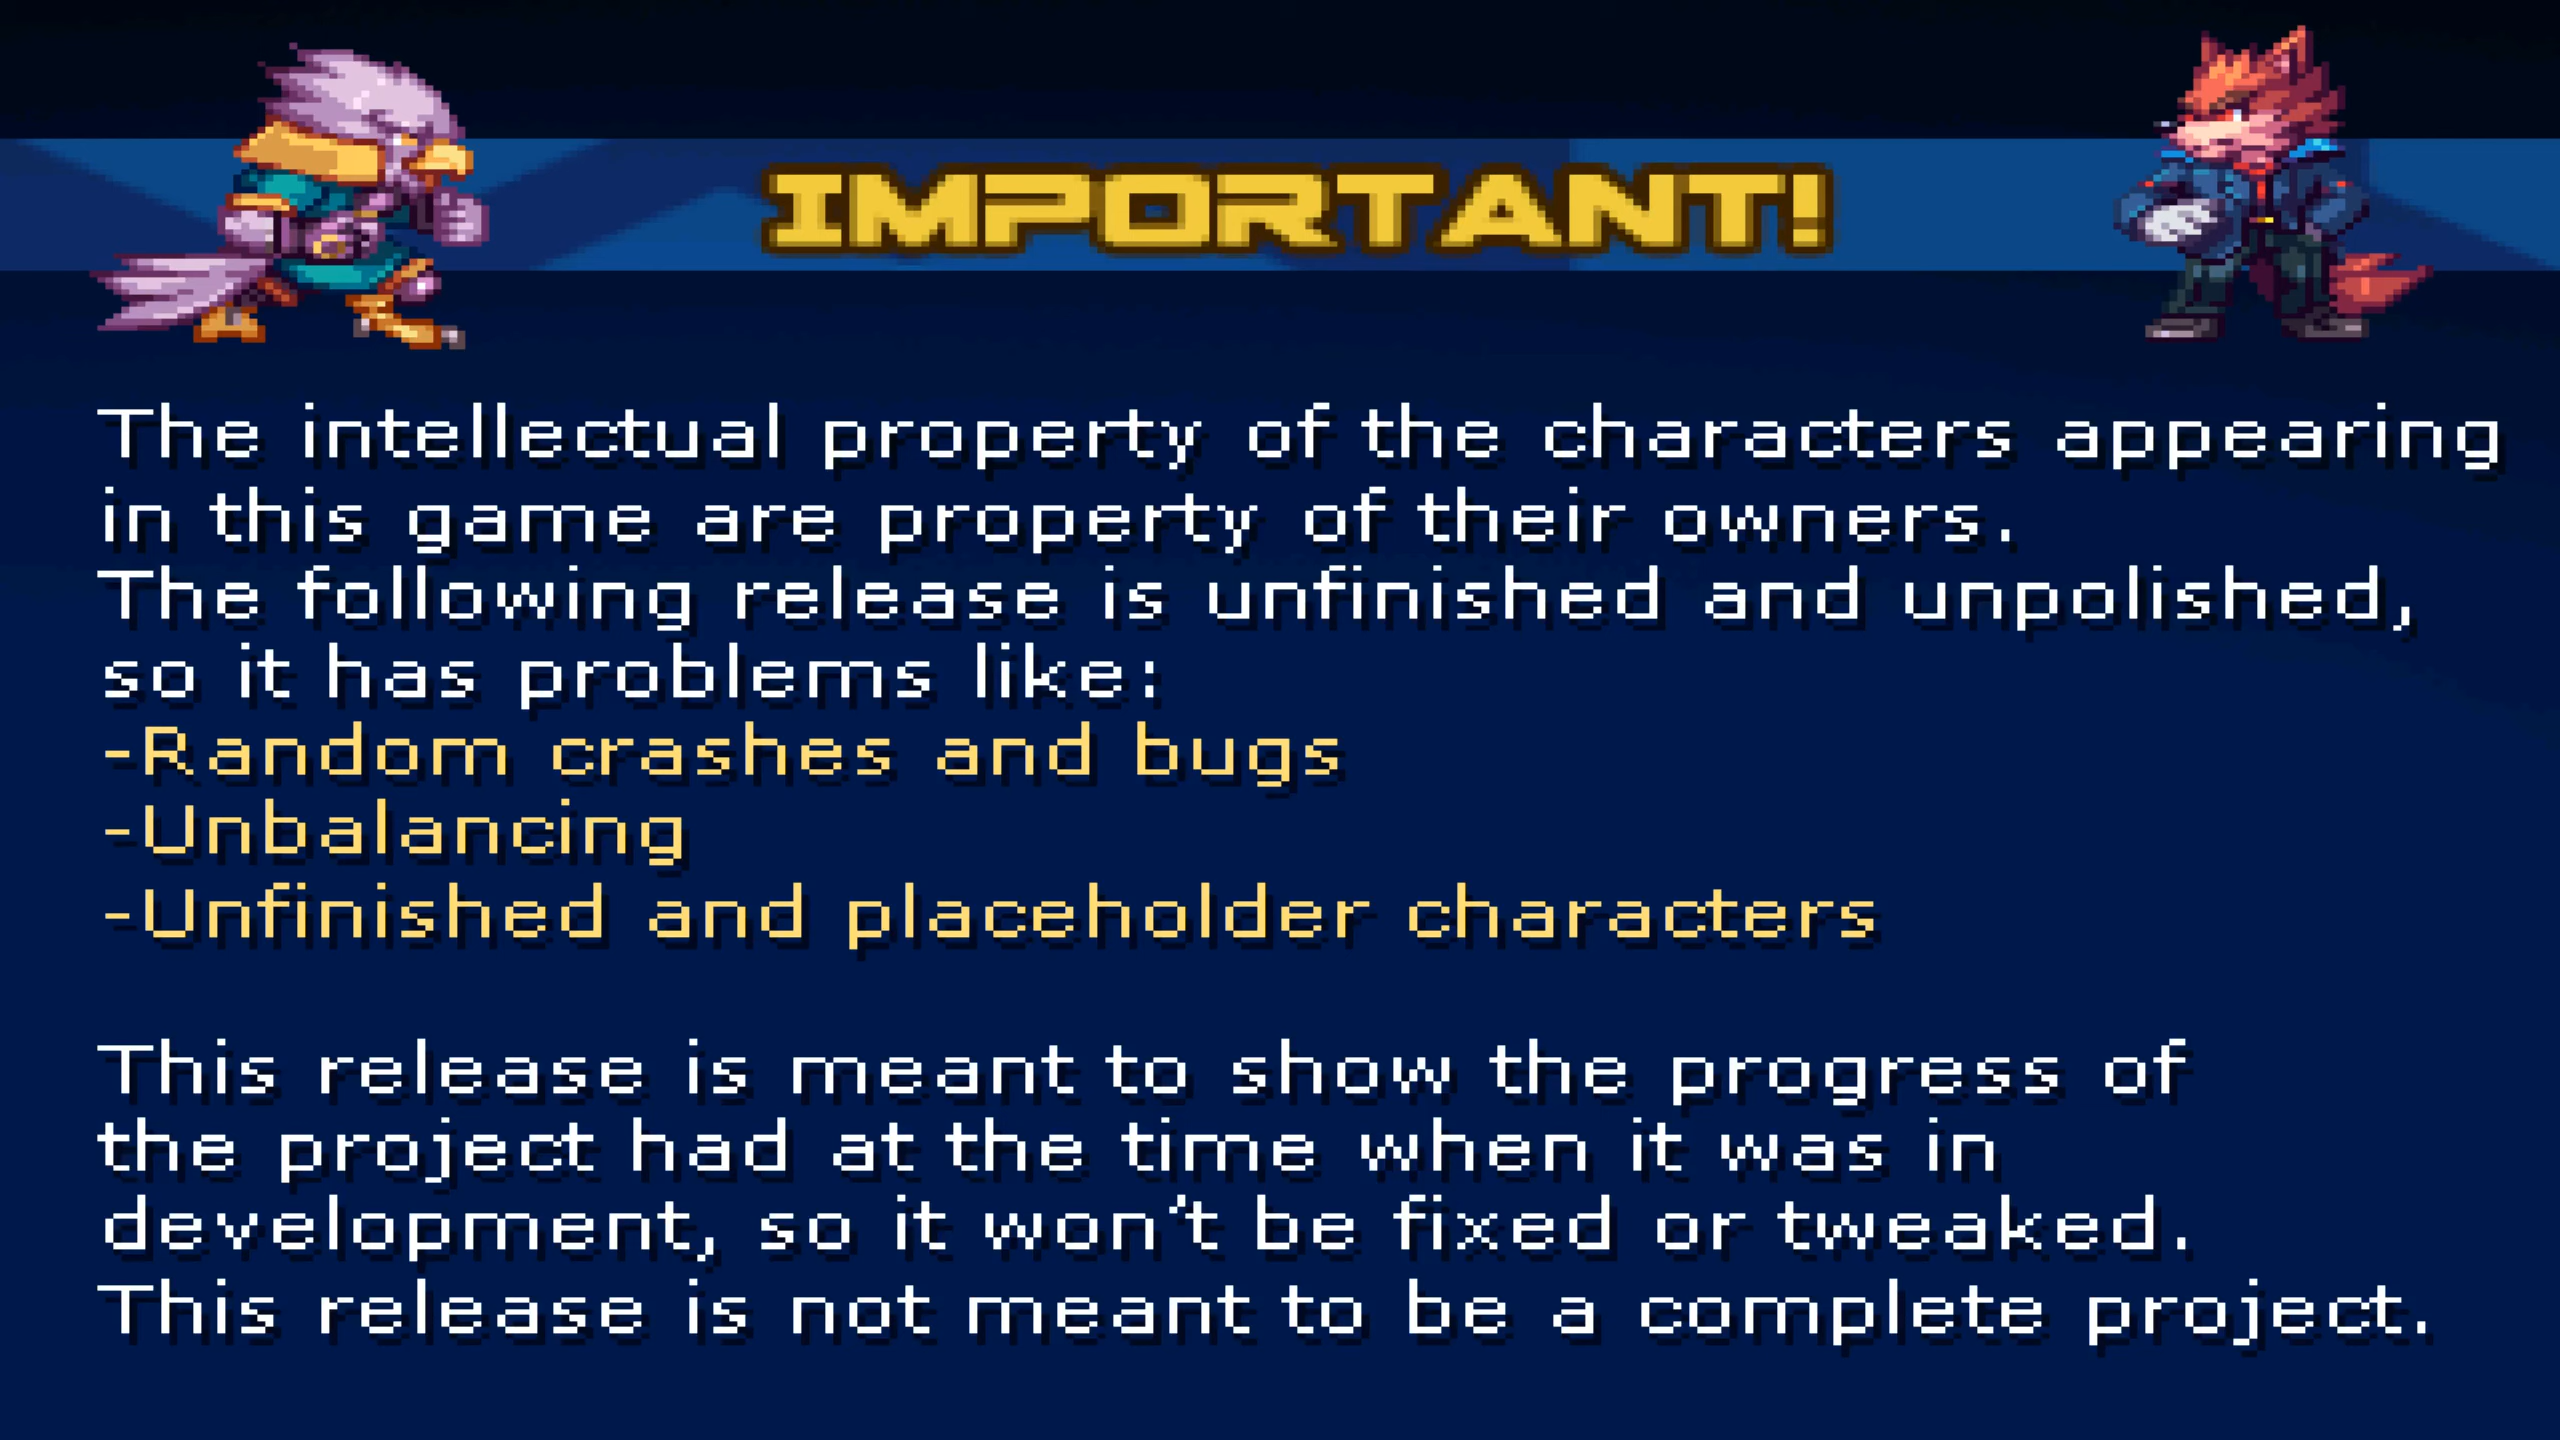 IMPORTANT!
The intellectual property of the characters appearing
in this game are property of their owners.
The following release is unfinished and unpolished,
so it has problems like:
-Random crashes and bugs
-Unbalancing
-Unfinished and placeholder characters
This release is meant to show the progress of
the project had at the time when it was in
development, so it won't be fixed or tweaked.
This release is not meant to be a complete project.